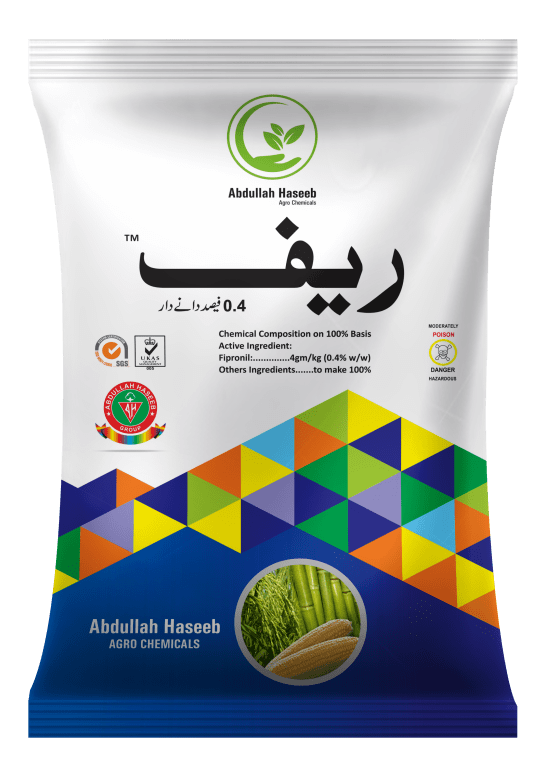 Abdullah Haseeb
Agro Chemicals
ریف TM
0.4 فیصد دانے دار
Chemical Composition on 100% Basis
Active Ingredient:
Fipronil:..............4gm/kg (0.4% w/w)
Others Ingredients.......to make 100%
MODERATELY
POISON
DANGER
HAZARDOUS
SGS
UKAS
ABDULLAH HASEEB
AH
GROUP
Abdullah Haseeb
AGRO CHEMICALS